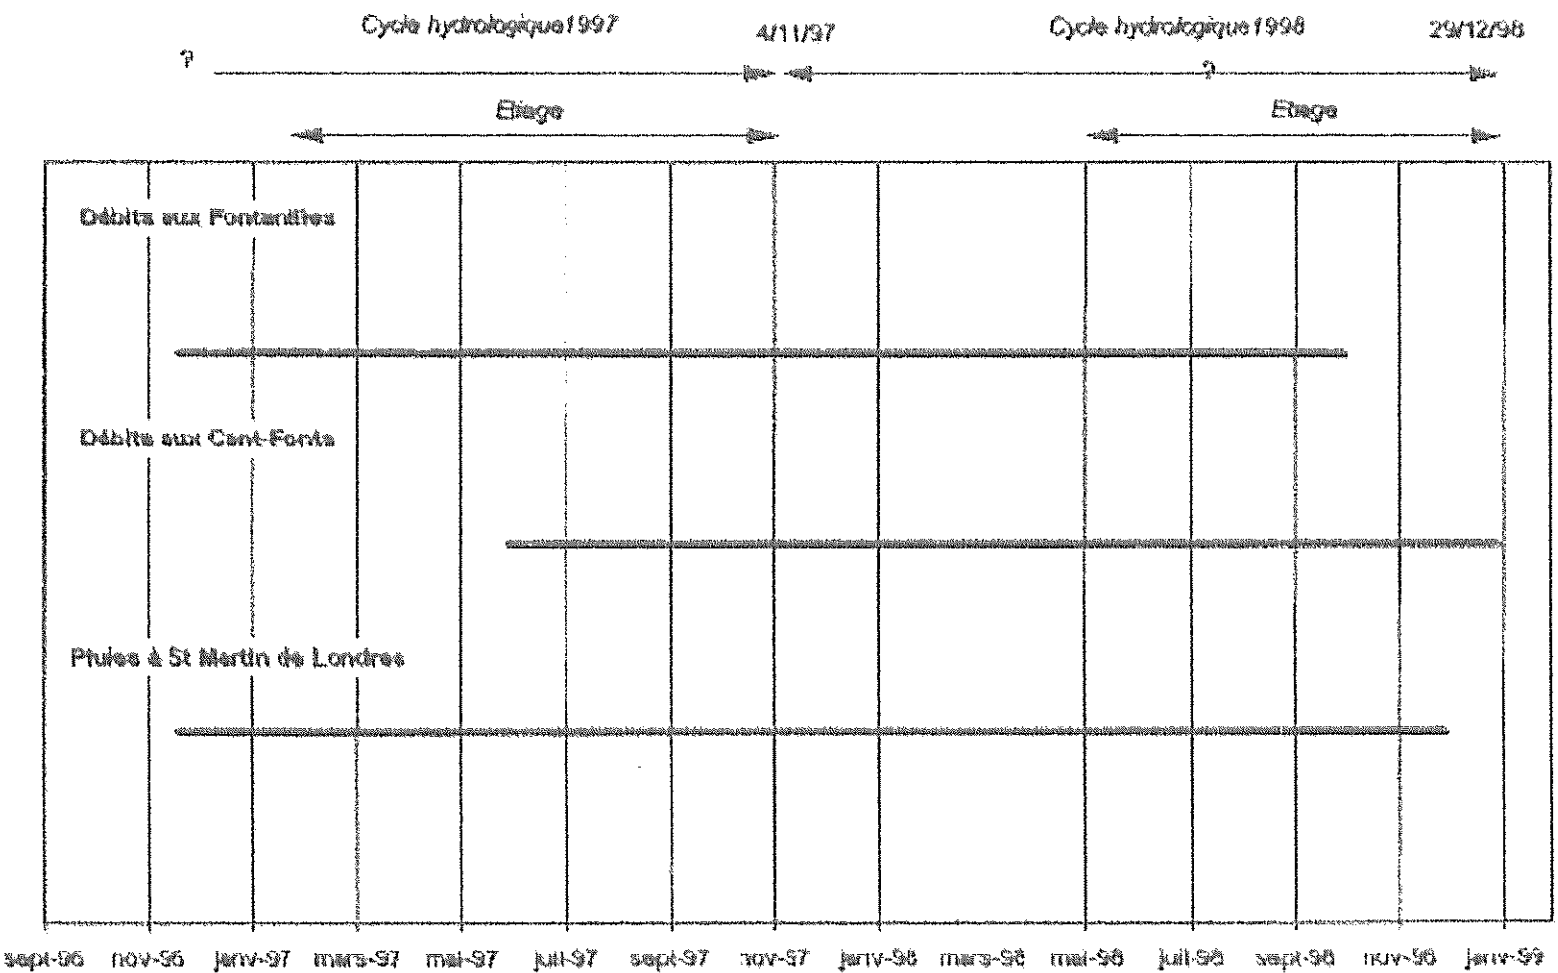 Cycle hydrologique 1997
4/11/97
Cycle hydrologique 1998
29/12/98
?
?
Etiage
Etiage
Débits aux Fontanilles
Débits aux Cent-Fonts
Pluies à St Martin de Londres
sept-96 nov-96 janv-97 mars-97 mai-97 juil-97 sept-97 nov-97 janv-98 mars-98 mai-98 juil-98 sept-98 nov-98 janv-99